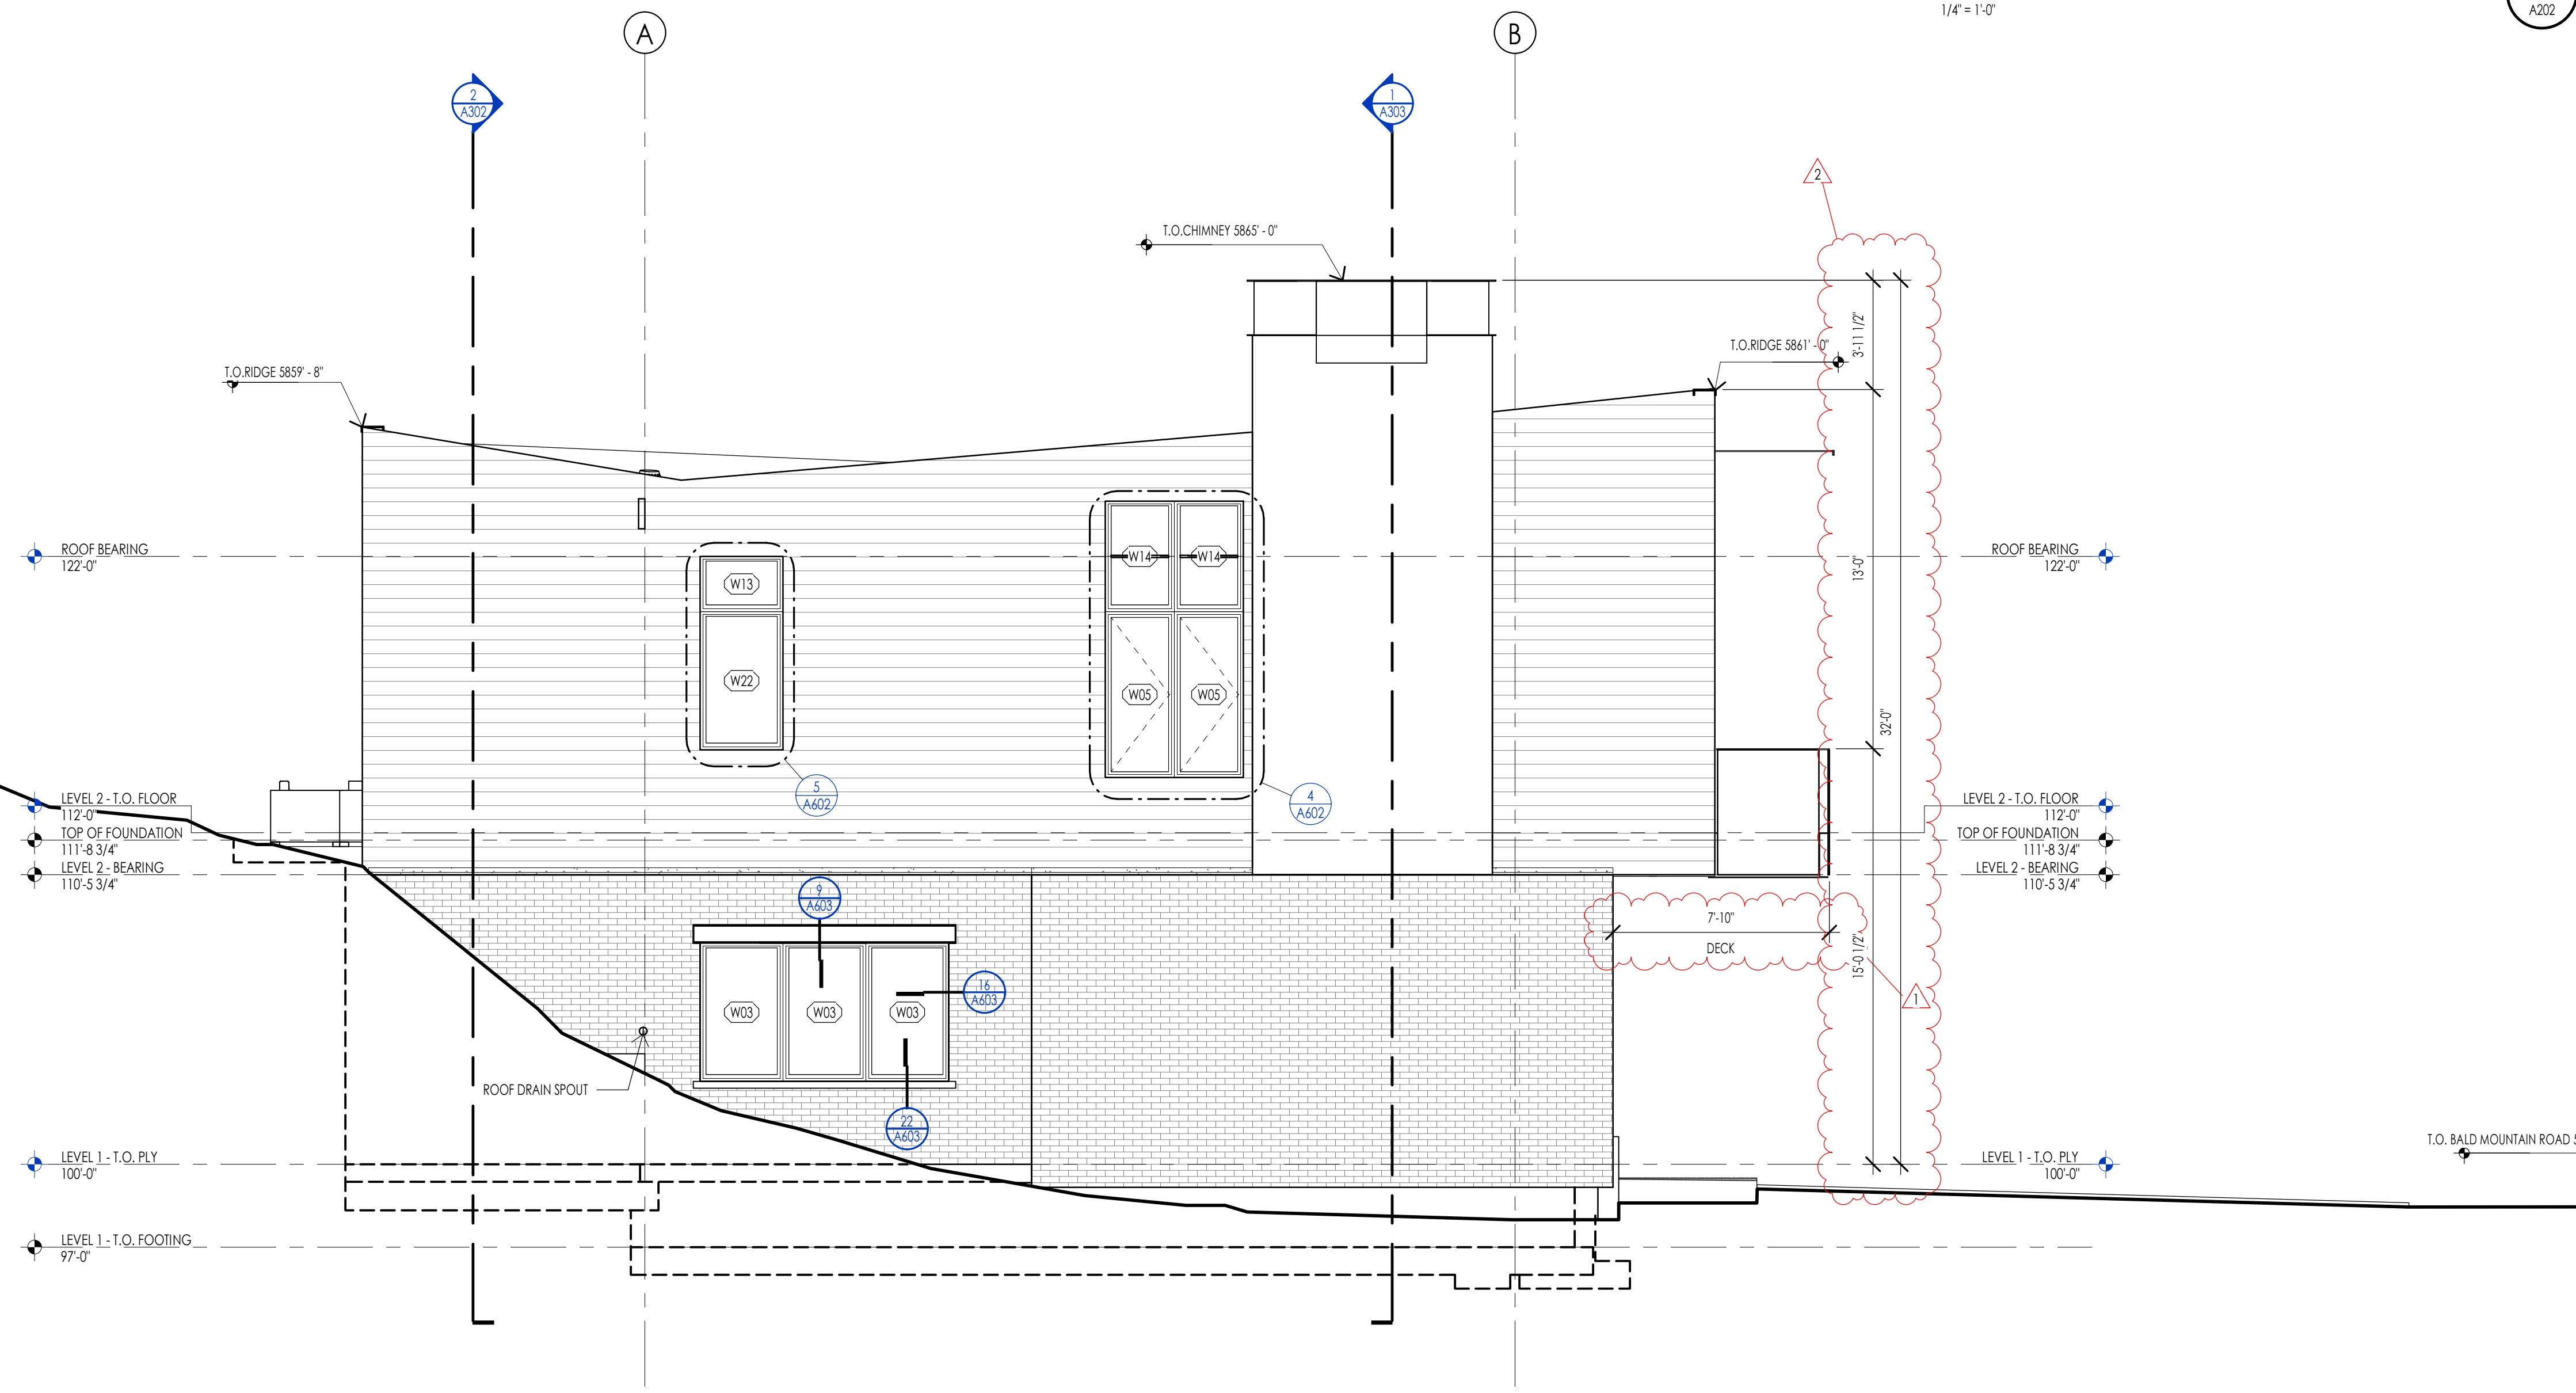 1/4" = 1'-0"
A202
A
B
2
A302
1
A303
2
T.O.CHIMNEY 5865' - 0"
3'-11 1/2"
T.O.RIDGE 5861' - 0"
T.O.RIDGE 5859' - 8"
ROOF BEARING
122'-0"
W14
W14
ROOF BEARING
122'-0"
W13
13'-0"
W22
W05
W05
32'-0"
5
A602
4
A602
LEVEL 2 - T.O. FLOOR
112'-0"
TOP OF FOUNDATION
111'-8 3/4"
LEVEL 2 - BEARING
110'-5 3/4"
LEVEL 2 - T.O. FLOOR
112'-0"
TOP OF FOUNDATION
111'-8 3/4"
LEVEL 2 - BEARING
110'-5 3/4"
9
A603
7'-10"
DECK
15'-0 1/2"
16
A603
1
W03
W03
W03
ROOF DRAIN SPOUT
22
A603
LEVEL 1 - T.O. PLY
100'-0"
LEVEL 1 - T.O. PLY
100'-0"
T.O. BALD MOUNTAIN ROAD 5
LEVEL 1 - T.O. FOOTING
97'-0"